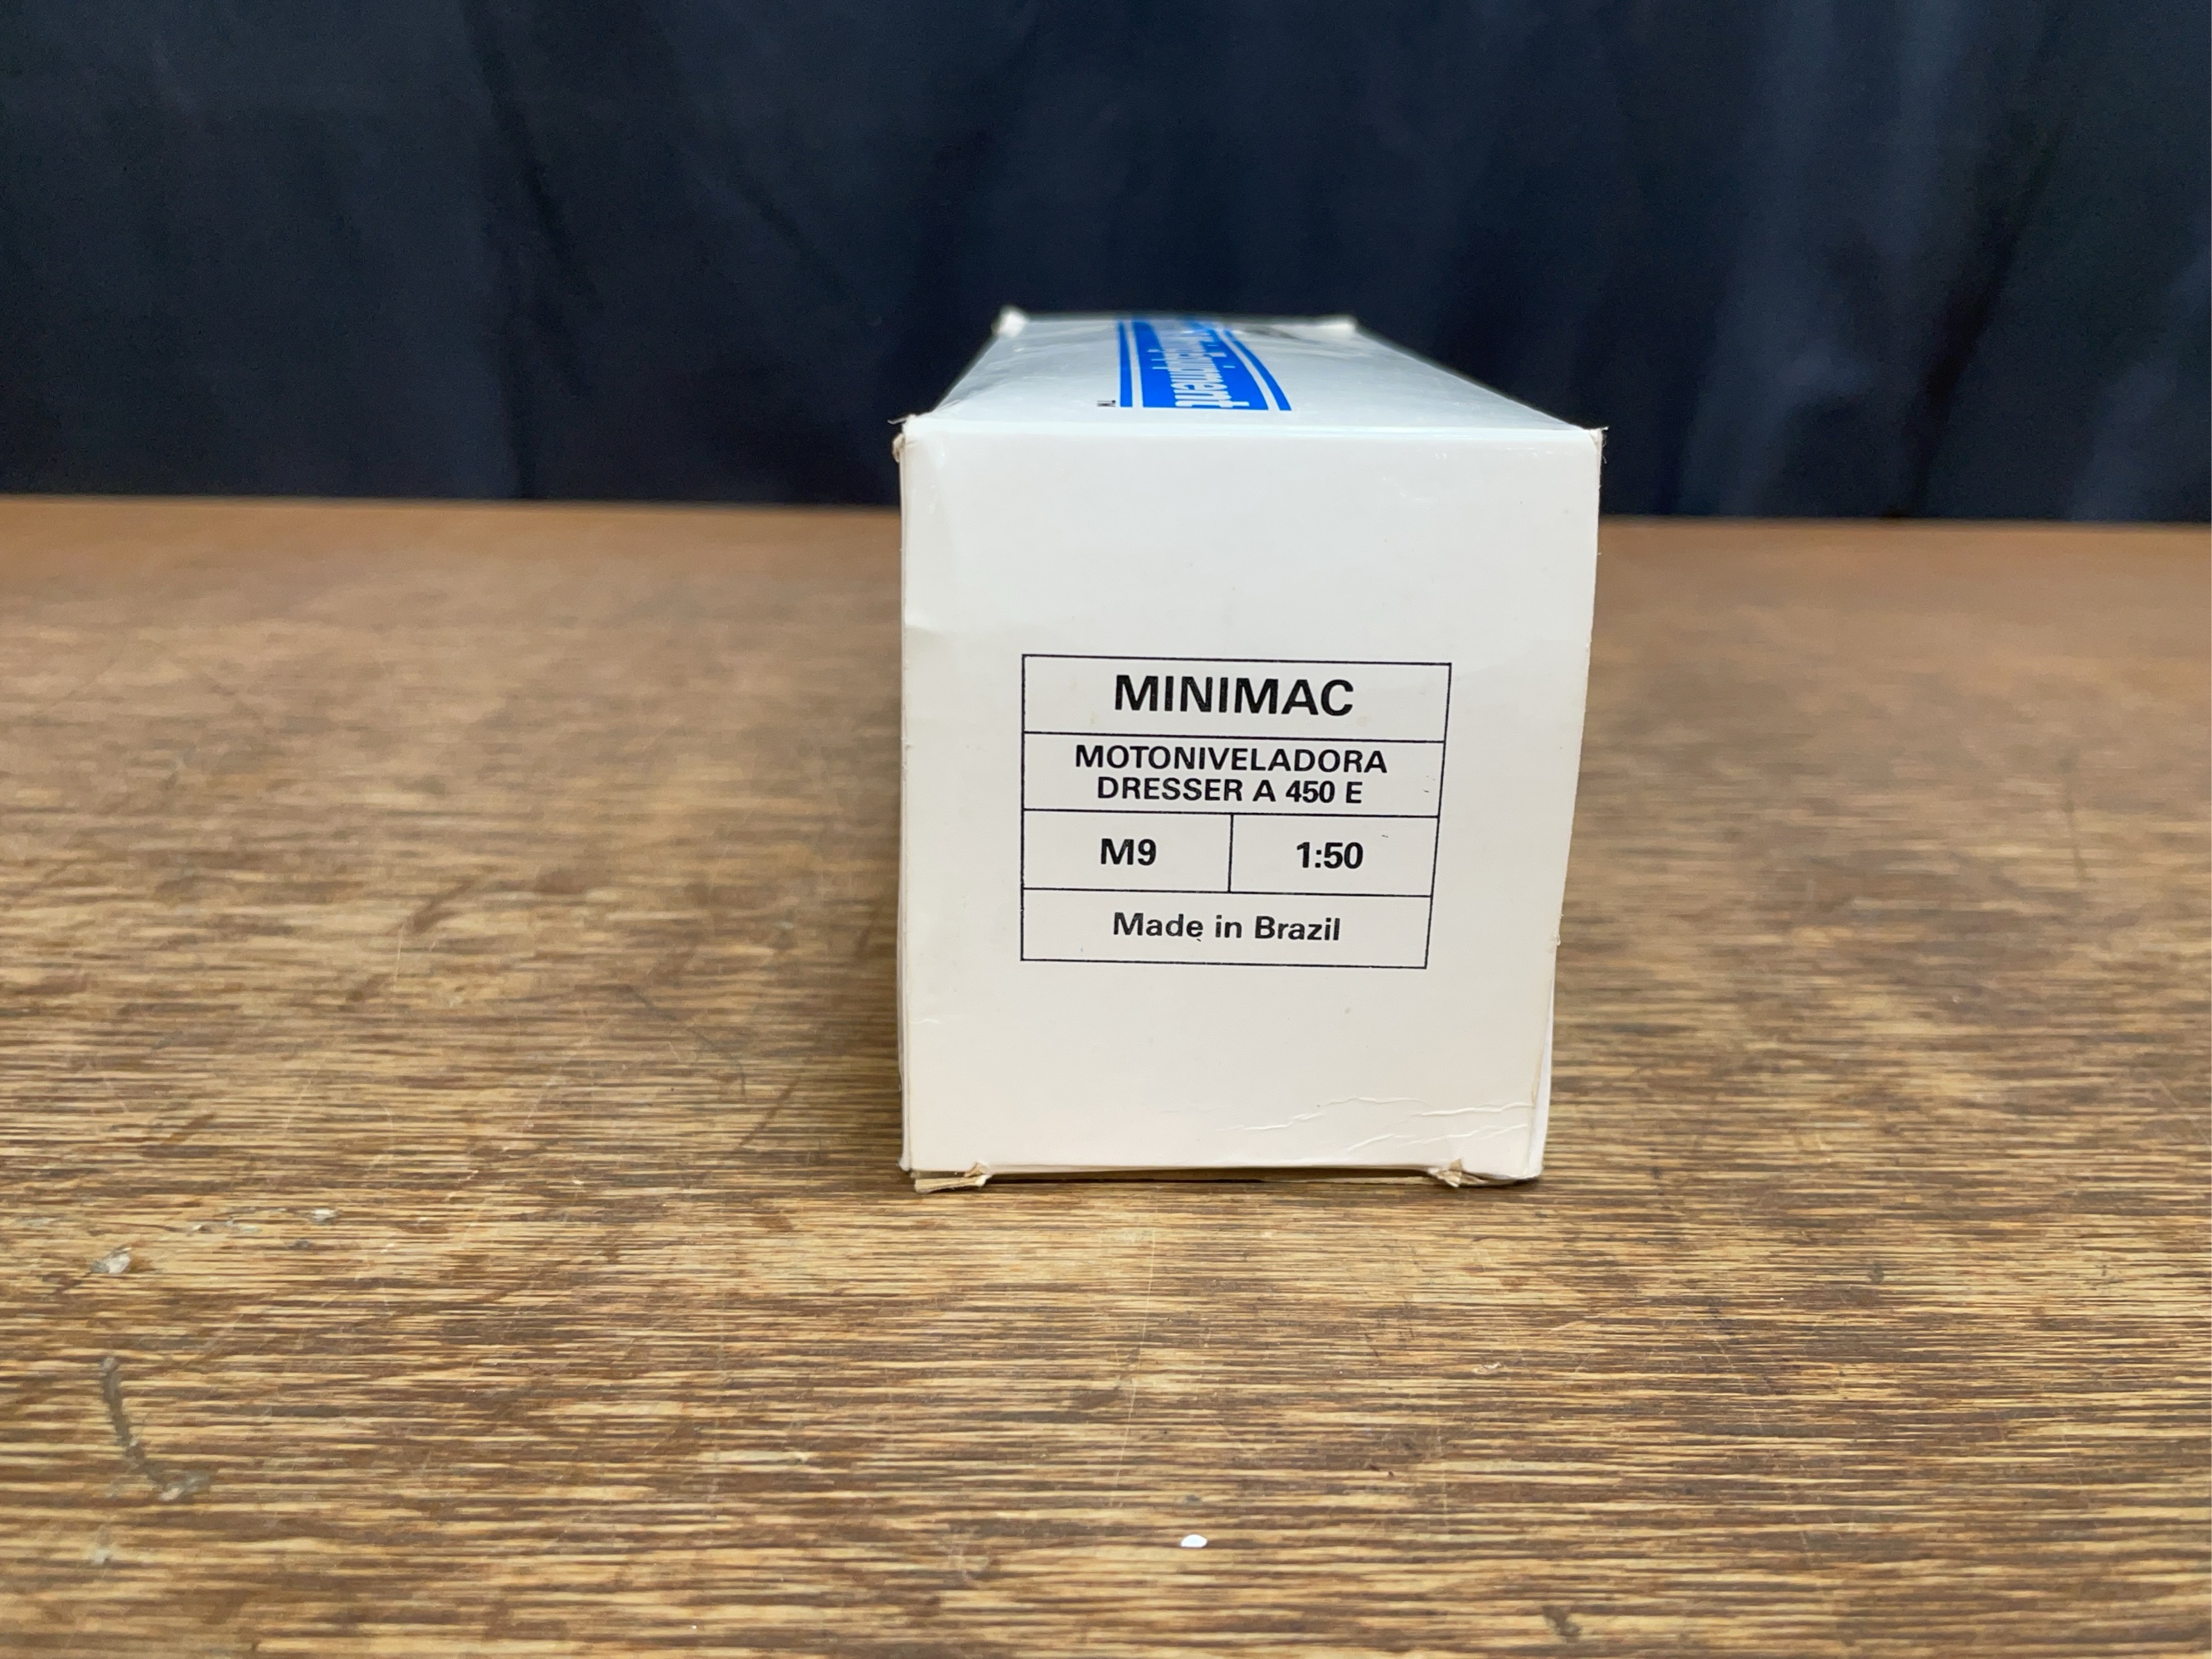 MINIMAC
MOTONIVELADORA
DRESSER A 450 E
M9
1:50
Made in Brazil